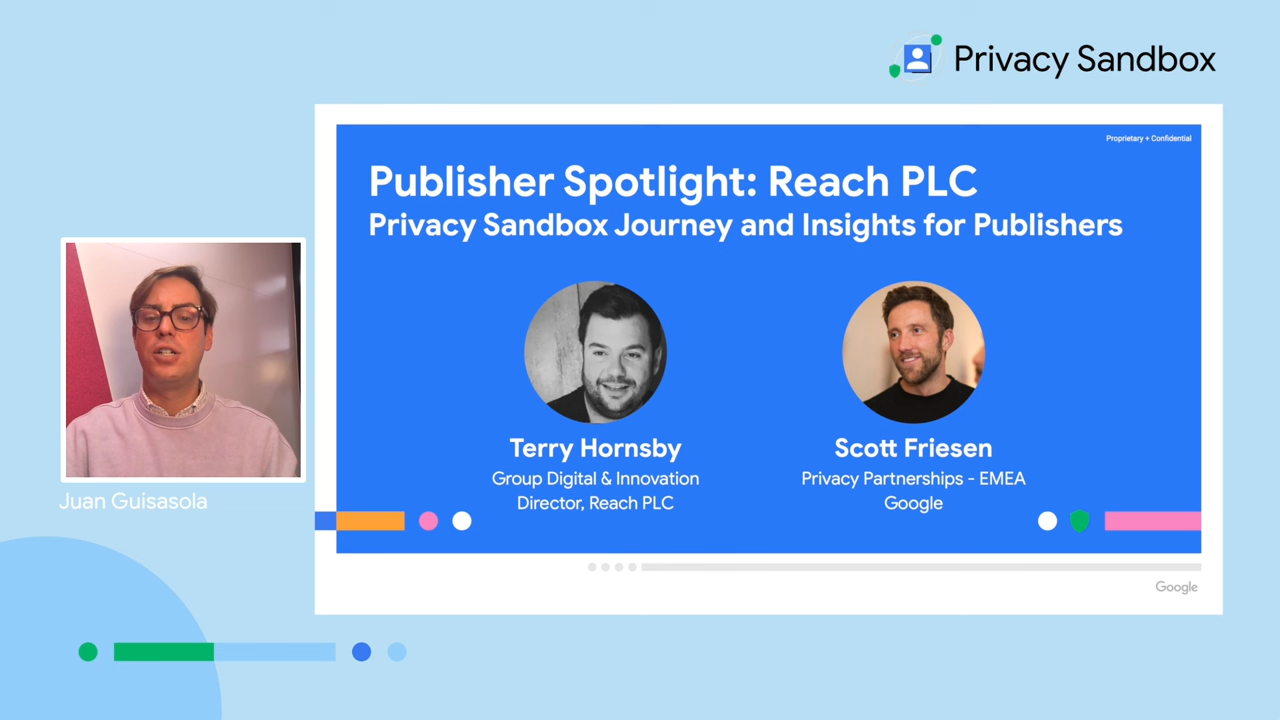 Privacy Sandbox
Proprietary + Confidential
Publisher Spotlight: Reach PLC
Privacy Sandbox Journey and Insights for Publishers
Terry Hornsby
Group Digital & Innovation
Director, Reach PLC
Scott Friesen
Privacy Partnerships - EMEA
Google
Juan Guisasola
Google